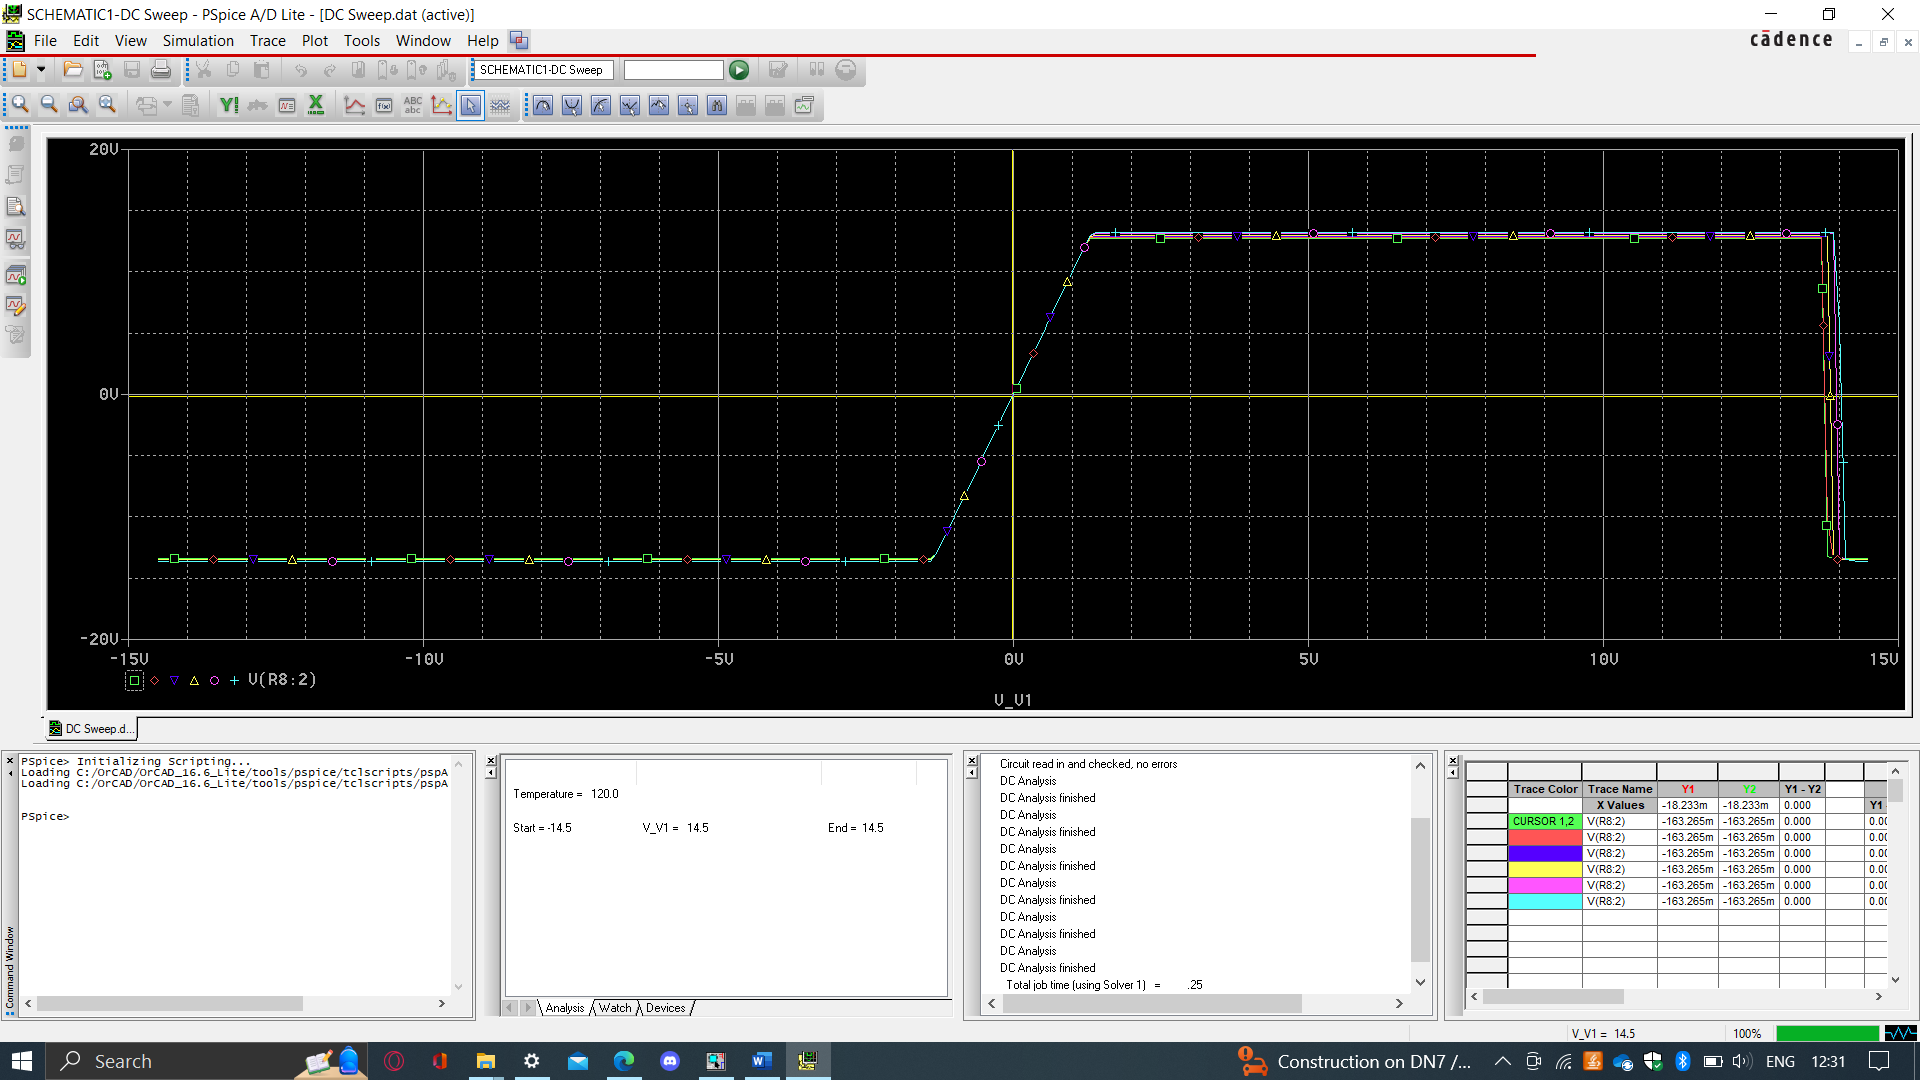 SCHEMATIC1-DC Sweep - PSpice A/D Lite - [DC Sweep.dat (active)]
File Edit View Simulation Trace Plot Tools Window Help
cādence
SCHEMATIC1-DC Sweep
ABC
abc
20V
0V
-20V
-15V -10V -5V 0V 5V 10V 15V
V(R8:2)
V_V1
DC Sweep.d...
PSpice> Initializing Scripting...
Loading C:/OrCAD/OrCAD_16.6_Lite/tools/pspice/tclscripts/pspA
Loading C:/OrCAD/OrCAD_16.6_Lite/tools/pspice/tclscripts/pspA
PSpice>
Command Window
Temperature = 120.0
Start = -14.5 V_V1 = 14.5 End = 14.5
Analysis Watch Devices
Circuit read in and checked, no errors
DC Analysis
DC Analysis finished
DC Analysis
DC Analysis finished
DC Analysis
DC Analysis finished
DC Analysis
DC Analysis finished
DC Analysis
DC Analysis finished
DC Analysis
DC Analysis finished
Total job time (using Solver 1) = .25
Trace Color Trace Name Y1 Y2 Y1 - Y2
X Values -18.233m -18.233m 0.000 Y1
CURSOR 1,2 V(R8:2) -163.265m -163.265m 0.000 0.00
V(R8:2) -163.265m -163.265m 0.000 0.00
V(R8:2) -163.265m -163.265m 0.000 0.00
V(R8:2) -163.265m -163.265m 0.000 0.00
V(R8:2) -163.265m -163.265m 0.000 0.00
V(R8:2) -163.265m -163.265m 0.000 0.00
V_V1 = 14.5 100%
Search
Construction on DN7 /...
ENG 12:31